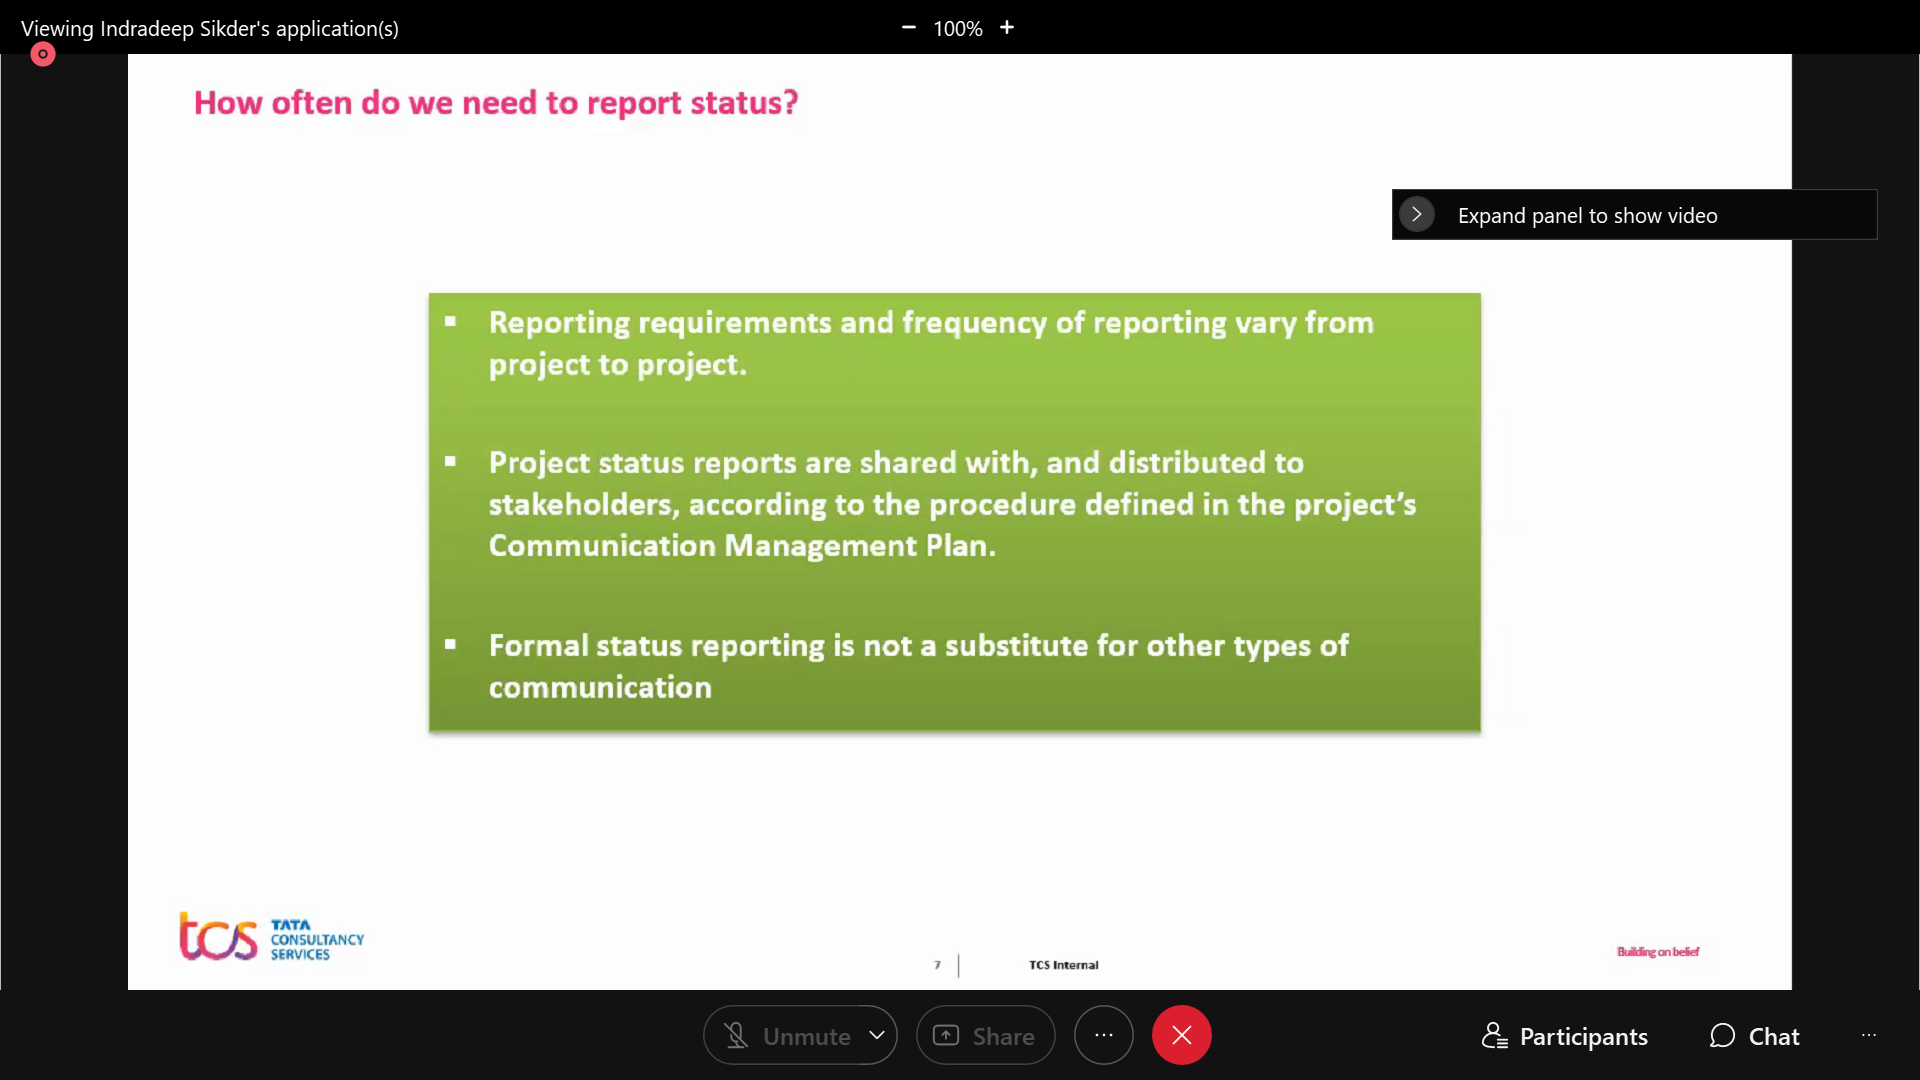 Viewing Indradeep Sikder's application(s)
− 100% +
How often do we need to report status?
Expand panel to show video
▪ Reporting requirements and frequency of reporting vary from
project to project.
▪ Project status reports are shared with, and distributed to
stakeholders, according to the procedure defined in the project’s
Communication Management Plan.
▪ Formal status reporting is not a substitute for other types of
communication
tcs TATA
CONSULTANCY
SERVICES
7 | TCS Internal
Building on belief
Unmute
Share
Participants
Chat